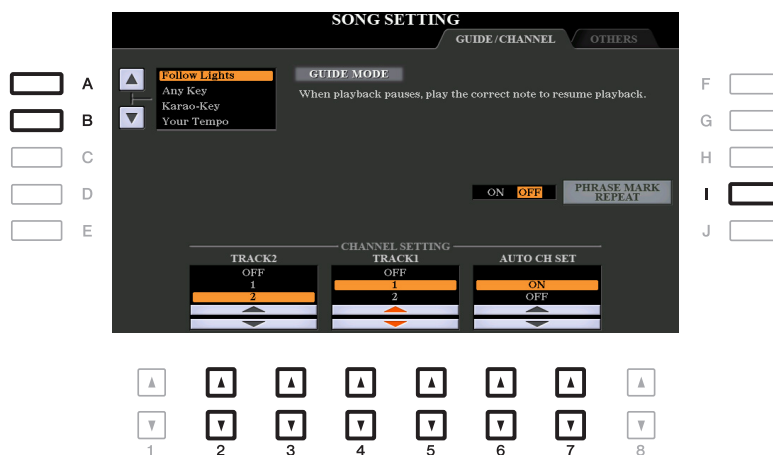 SONG SETTING
GUIDE/CHANNEL OTHERS
A
B
C
D
E
Follow Lights
Any Key
Karao-Key
Your Tempo
GUIDE MODE
When playback pauses, play the correct note to resume playback.
F
G
H
I
J
ON OFF
PHRASE MARK
REPEAT
CHANNEL SETTING
TRACK2
OFF
1
2
TRACK1
OFF
1
2
AUTO CH SET
ON
OFF
1 2 3 4 5 6 7 8